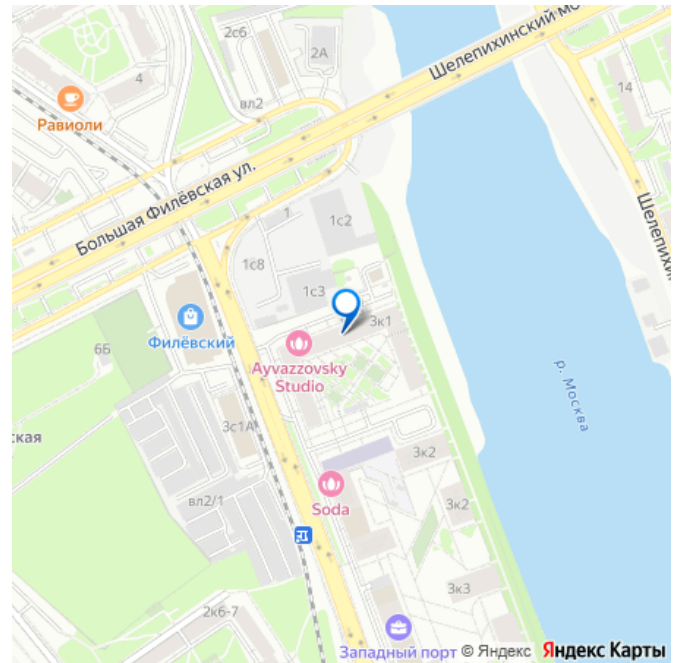 2с6
2А
4
вл2
Равиоли
Шелепихинский мо
14
Большая Филёвская ул.
1
1с2
1с8
Шелепихин
1с3
3к1
Филёвский
6Б
Ayvazzovsky
Studio
р. Москва
3с1А
ская
3к2
Soda
вл2/1
3к2
3к3
2к6-7
Западный порт
© Яндекс Яндекс Карты